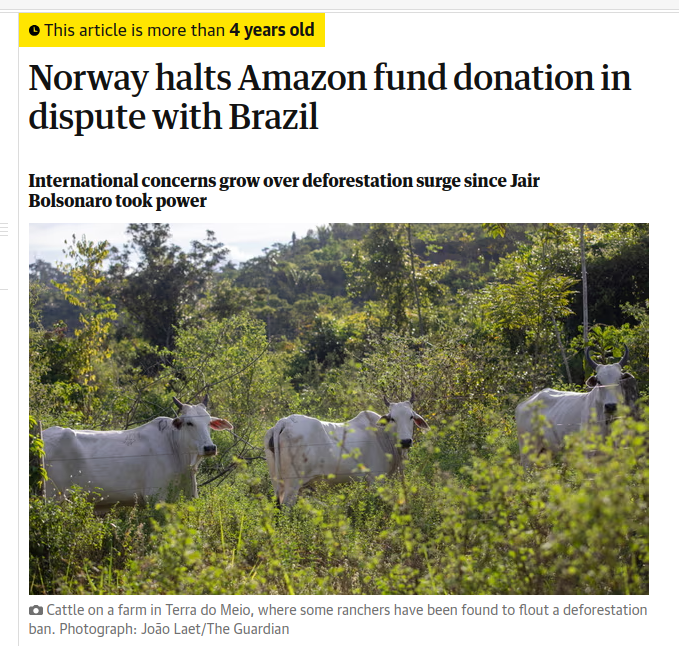 This article is more than 4 years old
Norway halts Amazon fund donation in
dispute with Brazil
International concerns grow over deforestation surge since Jair
Bolsonaro took power
Cattle on a farm in Terra do Meio, where some ranchers have been found to flout a deforestation
ban. Photograph: João Laet/The Guardian